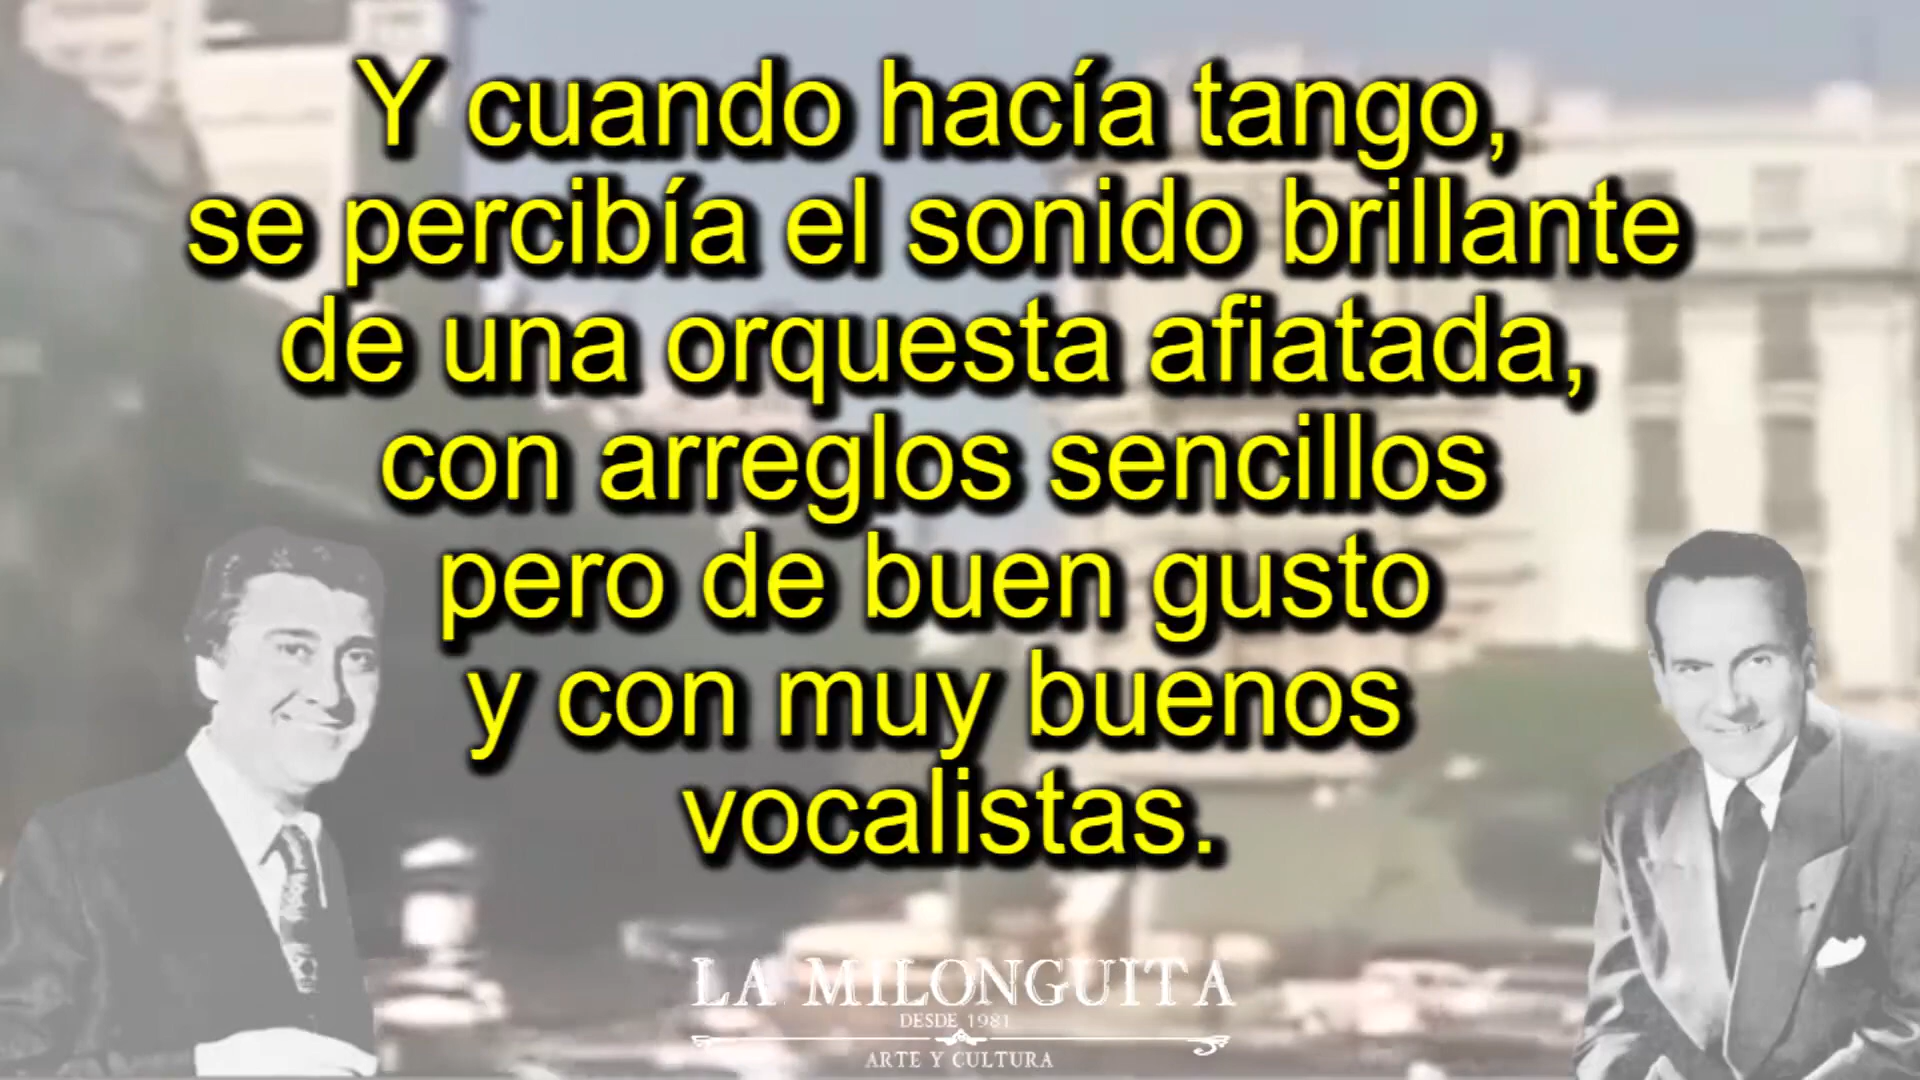 Y cuando hacía tango,
se percibía el sonido brillante
de una orquesta afiatada,
con arreglos sencillos
pero de buen gusto
y con muy buenos
vocalistas.
LA MILONGUITA
DESDE 1981
ARTE Y CULTURA